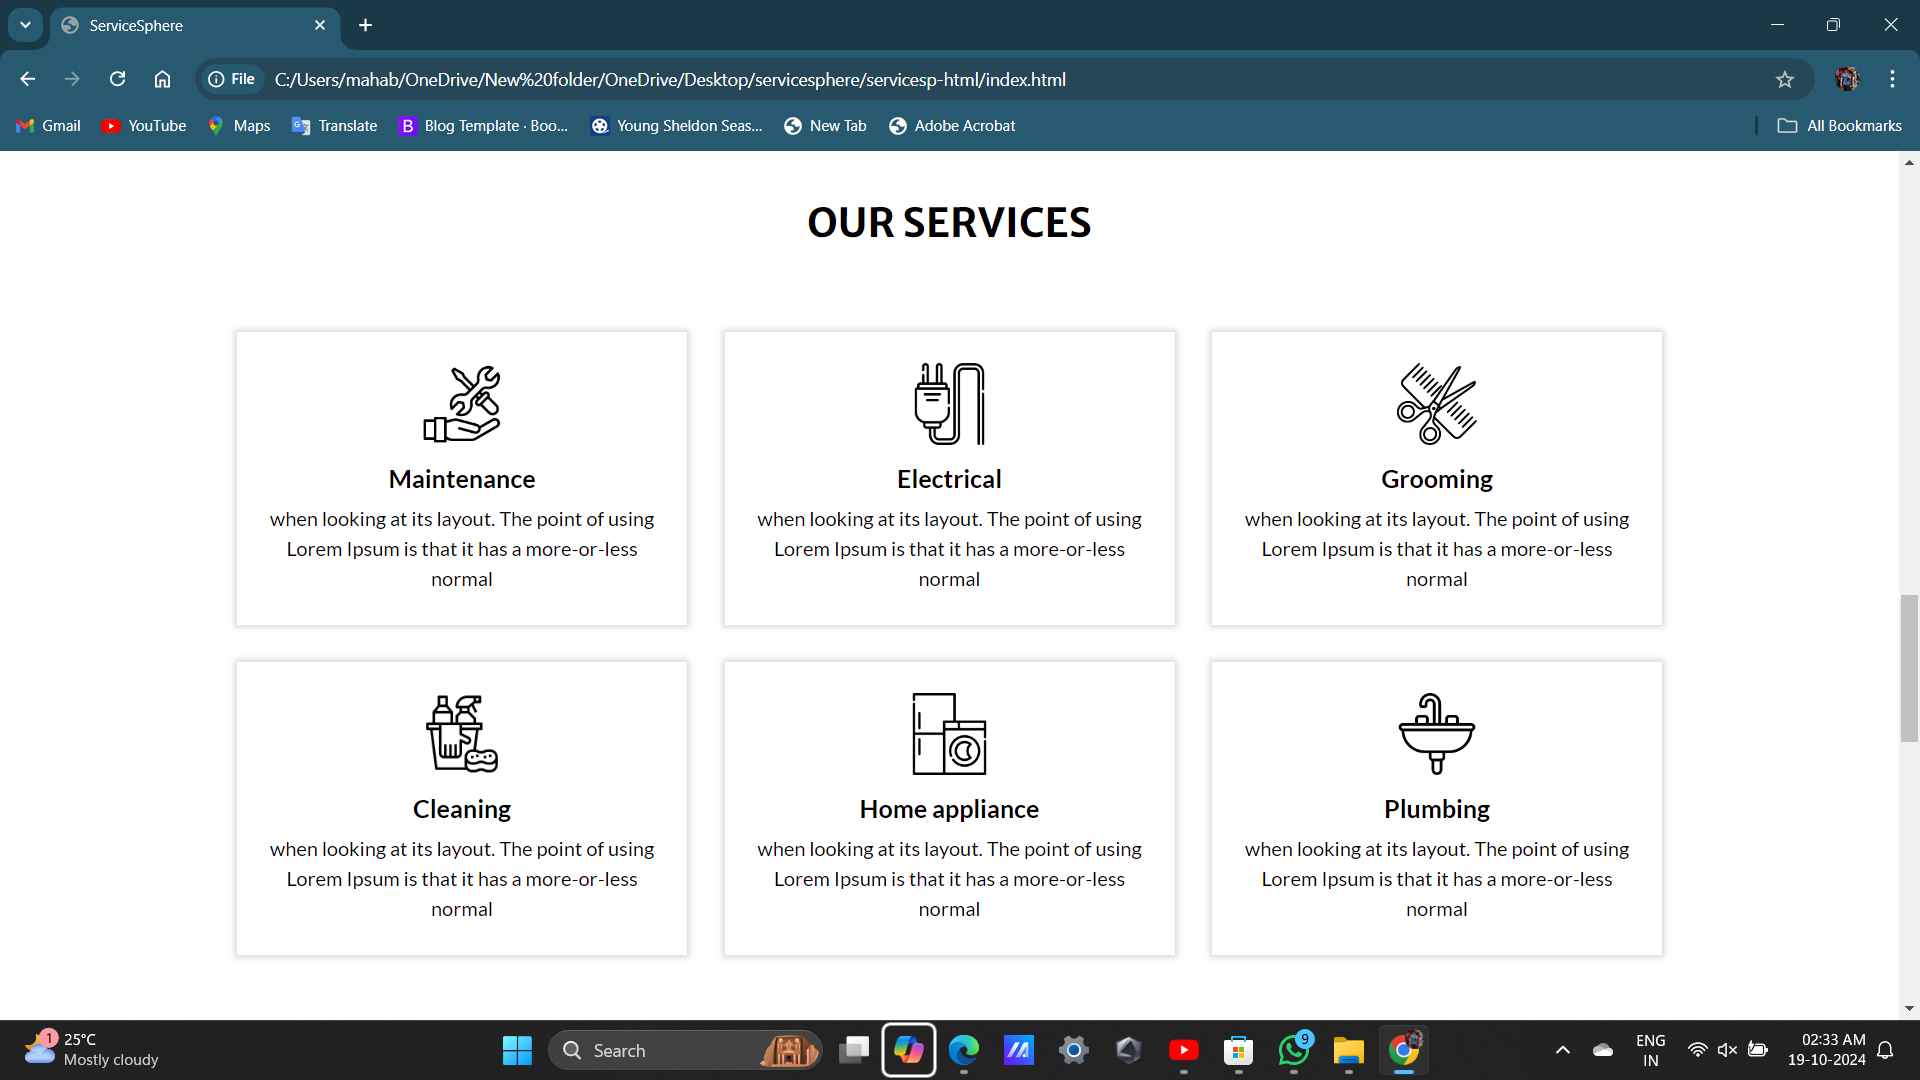 ServiceSphere
File C:/Users/mahab/OneDrive/New%20folder/OneDrive/Desktop/servicesphere/servicesp-html/index.html
Gmail YouTube Maps Translate B Blog Template · Boo... Young Sheldon Seas... New Tab Adobe Acrobat All Bookmarks
OUR SERVICES
Maintenance
when looking at its layout. The point of using
Lorem Ipsum is that it has a more-or-less
normal
Electrical
when looking at its layout. The point of using
Lorem Ipsum is that it has a more-or-less
normal
Grooming
when looking at its layout. The point of using
Lorem Ipsum is that it has a more-or-less
normal
Cleaning
when looking at its layout. The point of using
Lorem Ipsum is that it has a more-or-less
normal
Home appliance
when looking at its layout. The point of using
Lorem Ipsum is that it has a more-or-less
normal
Plumbing
when looking at its layout. The point of using
Lorem Ipsum is that it has a more-or-less
normal
1
25°C
Mostly cloudy
Search
9
ENG
IN
02:33 AM
19-10-2024